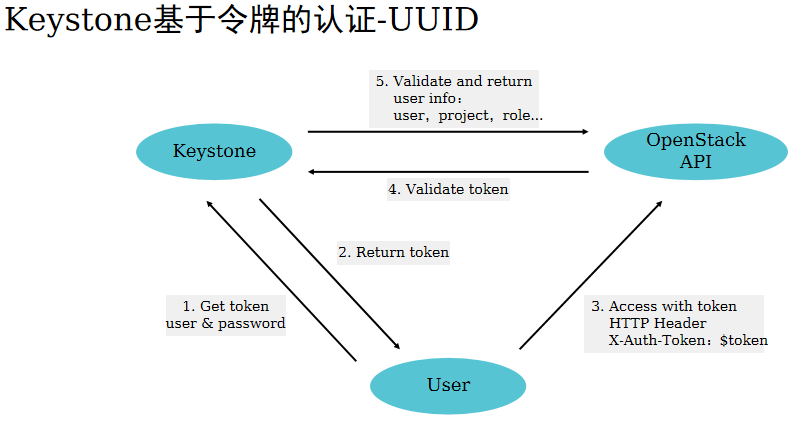 Keystone基于令牌的认证-UUID
5. Validate and return
user info：
user，project，role...
Keystone
OpenStack
API
4. Validate token
2. Return token
1. Get token
user & password
3. Access with token
HTTP Header
X-Auth-Token：$token
User